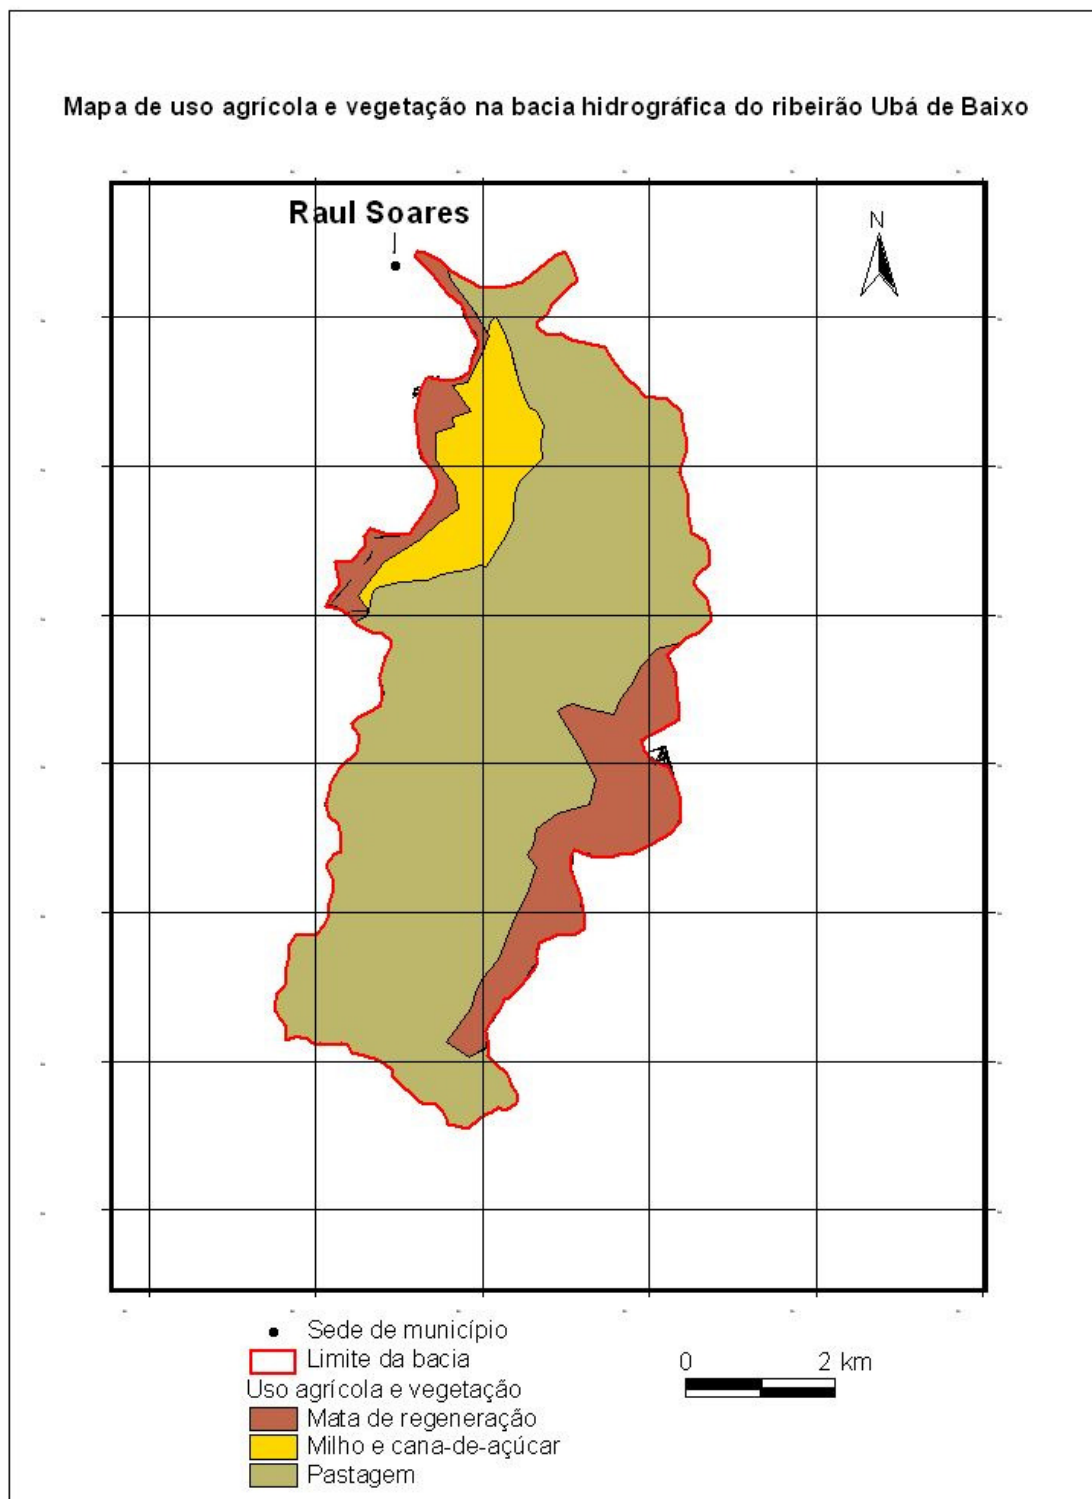 Mapa de uso agrícola e vegetação na bacia hidrográfica do ribeirão Ubá de Baixo
Raul Soares
N
Sede de município
Limite da bacia
Uso agrícola e vegetação
Mata de regeneração
Milho e cana-de-açúcar
Pastagem
0 2 km